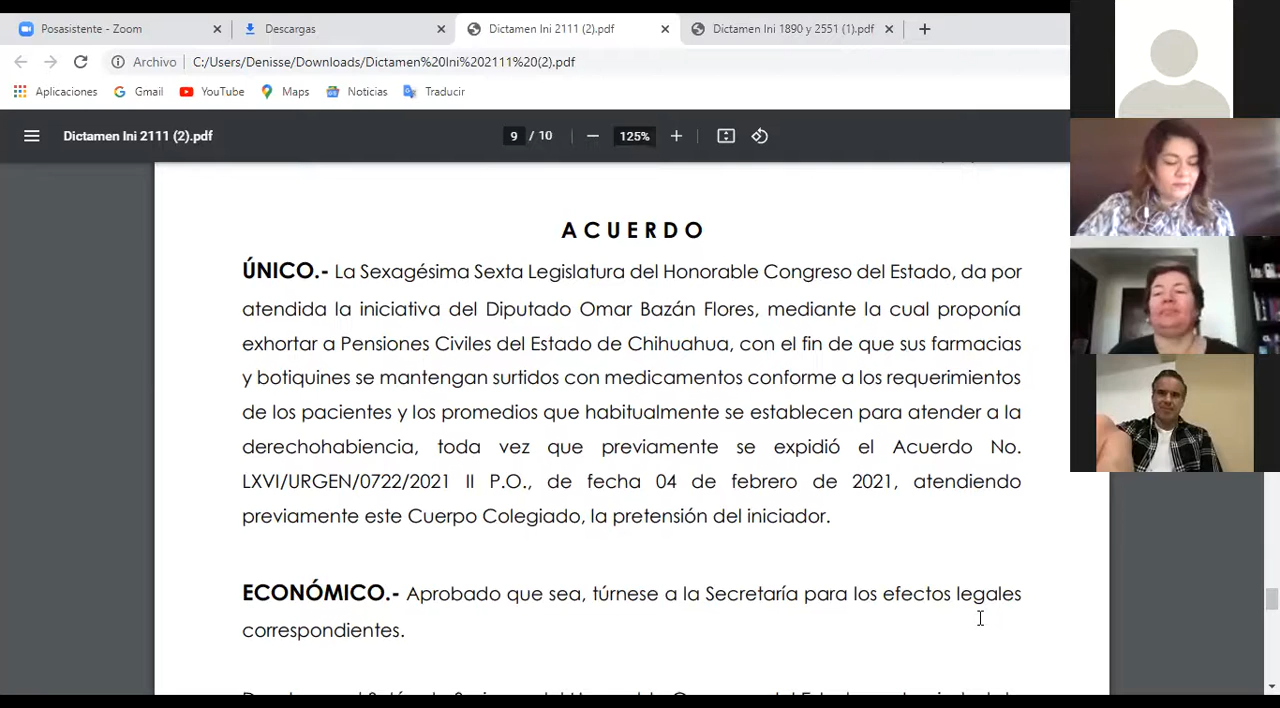 Posasistente - Zoom
Descargas
Dictamen Ini 2111 (2).pdf
Dictamen Ini 1890 y 2551 (1).pdf
Archivo
C:/Users/Denisse/Downloads/Dictamen%20Ini%202111%20(2).pdf
Aplicaciones
Gmail
YouTube
Maps
Noticias
Traducir
Dictamen Ini 2111 (2).pdf
9 / 10
125%
ACUERDO
ÚNICO.- La Sexagésima Sexta Legislatura del Honorable Congreso del Estado, da por
atendida la iniciativa del Diputado Omar Bazán Flores, mediante la cual proponía
exhortar a Pensiones Civiles del Estado de Chihuahua, con el fin de que sus farmacias
y botiquines se mantengan surtidos con medicamentos conforme a los requerimientos
de los pacientes y los promedios que habitualmente se establecen para atender a la
derechohabiencia, toda vez que previamente se expidió el Acuerdo No.
LXVI/URGEN/0722/2021 II P.O., de fecha 04 de febrero de 2021, atendiendo
previamente este Cuerpo Colegiado, la pretensión del iniciador.
ECONÓMICO.- Aprobado que sea, túrnese a la Secretaría para los efectos legales
correspondientes.